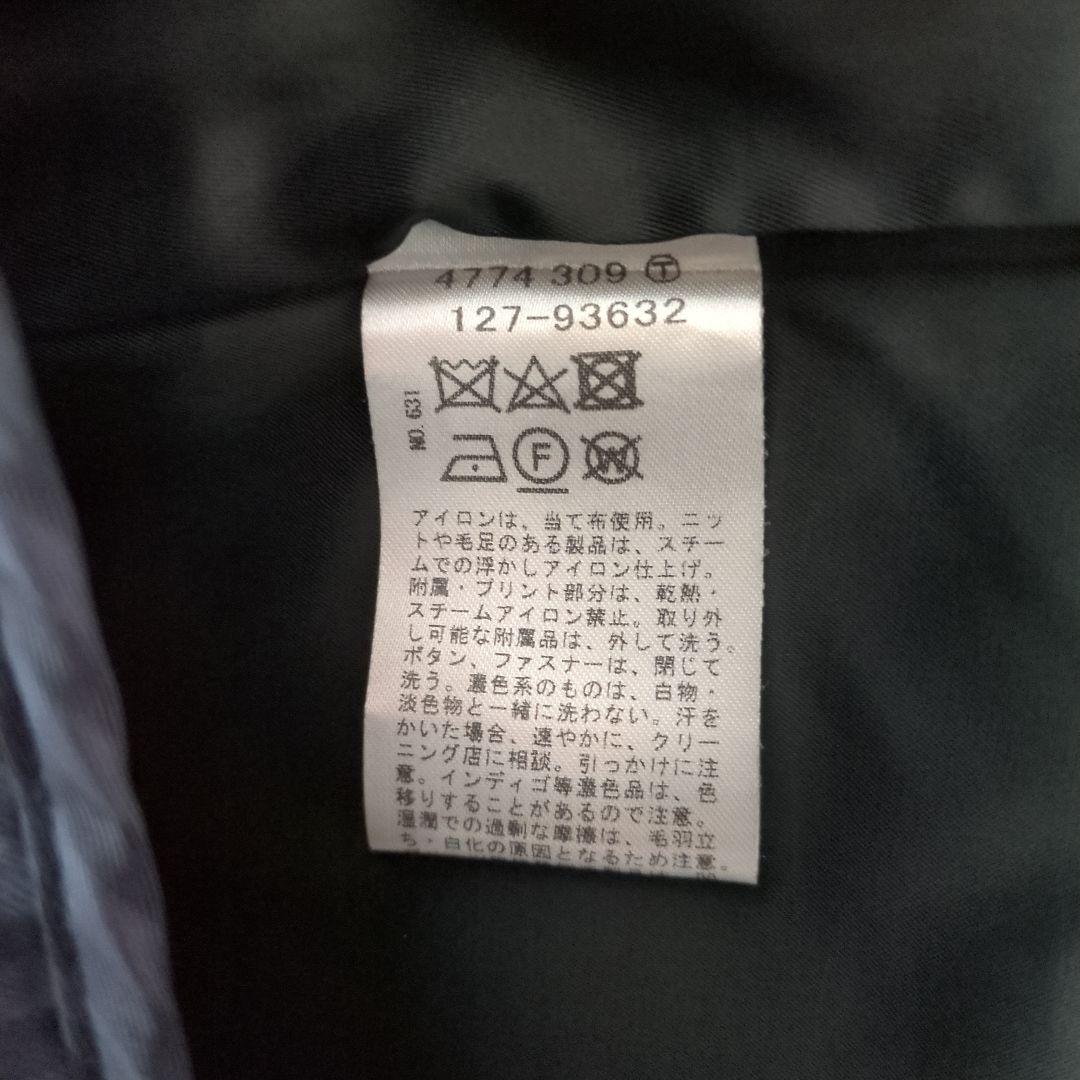 4774 309 Ⓣ
127-93632
NO. 631
F
W
アイロンは、当て布使用。ニッ
トや毛足のある製品は、スチー
ムでの浮かしアイロン仕上げ。
附属・プリント部分は、乾熱・
スチームアイロン禁止。取り外
し可能な附属品は、外して洗う。
ボタン、ファスナーは、閉じて
洗う。濃色系のものは、白物・
淡色物と一緒に洗わない。汗を
かいた場合、速やかに、クリー
ニング店に相談。引っかけに注
意。インディゴ等濃色品は、色
移りすることがあるので注意。
湿潤での過剰な摩擦は、毛羽立
ち・白化の原因となるため注意。